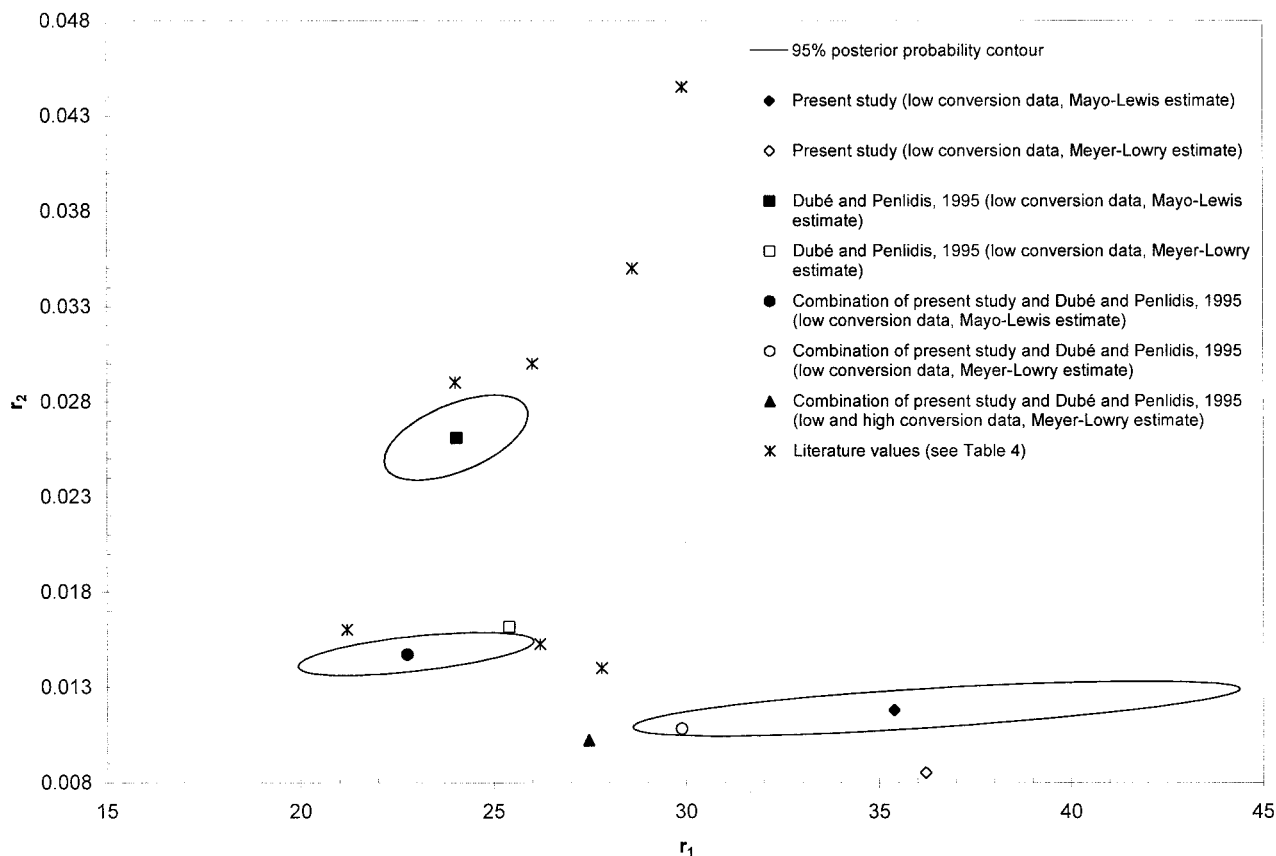 0.048
0.043
0.038
0.033
0.028
0.023
0.018
0.013
0.008
r2
15
20
25
30
35
40
45
r1
95% posterior probability contour
Present study (low conversion data, Mayo-Lewis estimate)
Present study (low conversion data, Meyer-Lowry estimate)
Dubé and Penlidis, 1995 (low conversion data, Mayo-Lewis
estimate)
Dubé and Penlidis, 1995 (low conversion data, Meyer-Lowry
estimate)
Combination of present study and Dubé and Penlidis, 1995
(low conversion data, Mayo-Lewis estimate)
Combination of present study and Dubé and Penlidis, 1995
(low conversion data, Meyer-Lowry estimate)
Combination of present study and Dubé and Penlidis, 1995
(low and high conversion data, Meyer-Lowry estimate)
Literature values (see Table 4)